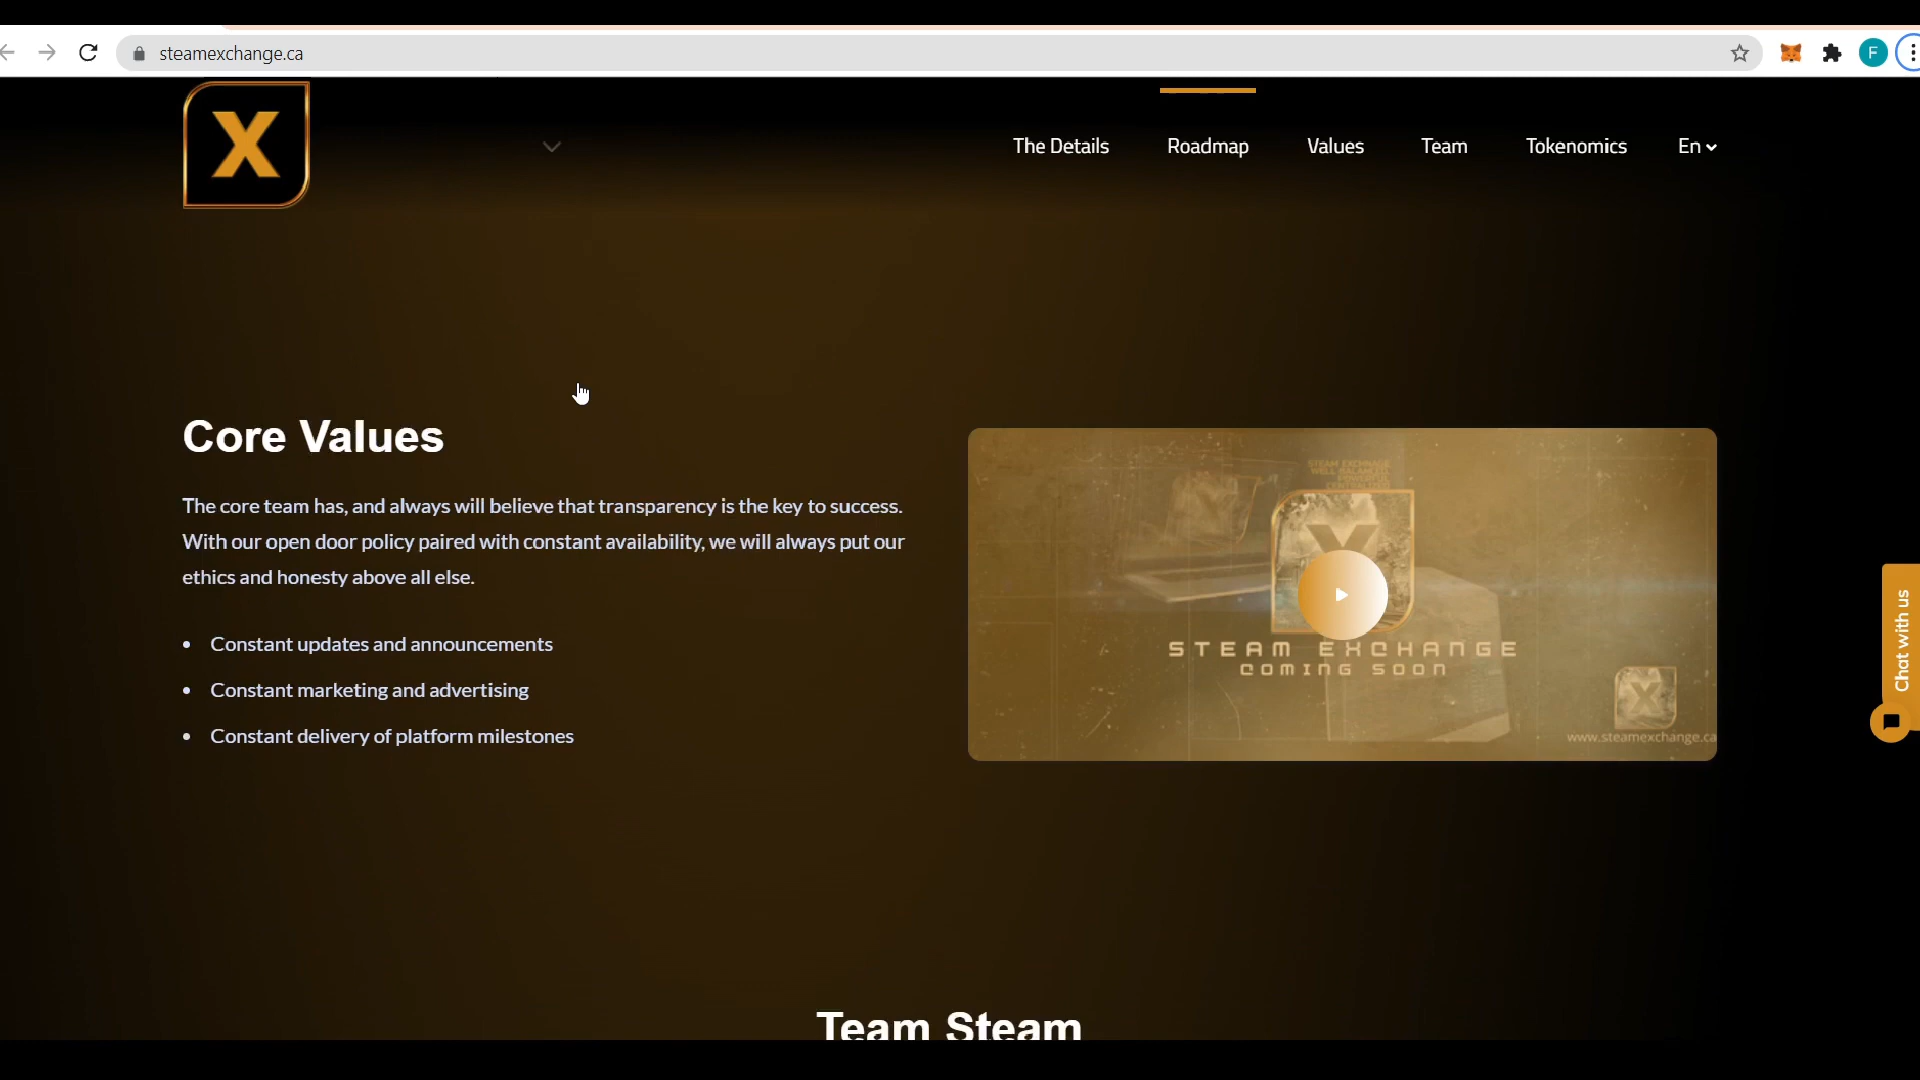 steamexchange.ca
F
X
The Details
Roadmap
Values
Team
Tokenomics
En
Core Values
The core team has, and always will believe that transparency is the key to success.
With our open door policy paired with constant availability, we will always put our
ethics and honesty above all else.
• Constant updates and announcements
• Constant marketing and advertising
• Constant delivery of platform milestones
STEAM EXCHANGE
COMING SOON
www.steamexchange.ca
Chat with us
Team Steam